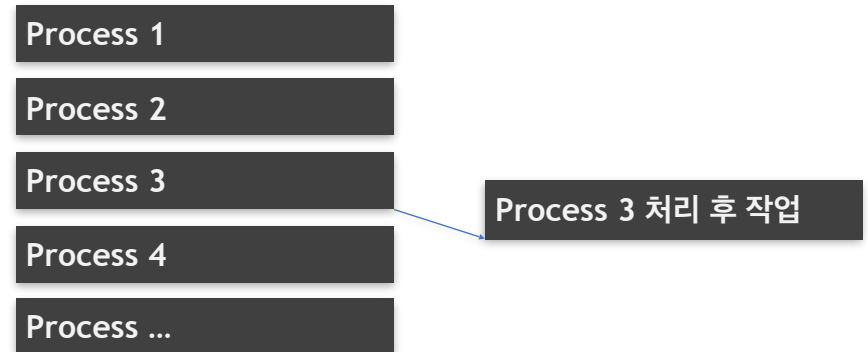 Process 1
Process 2
Process 3
Process 3 처리 후 작업
Process 4
Process ...